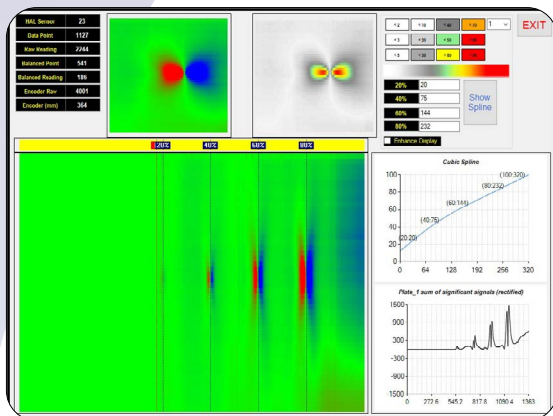 HAL Sensor 23
Data Point 1127
Raw Reading 2244
Balanced Point 541
Balanced Reading 186
Encoder Raw 4001
Encoder (mm) 364
1
EXIT
20% 20
40% 75
60% 144
80% 232
Show
Spline
Enhance Display
20% 40% 60% 80%
Cubic Spline
100
80
60
40
20
0
(20:20)
(40:75)
(60:144)
(80:232)
(100:320)
0 64 128 192 256 320
Plate_1 sum of significant signals (rectified)
1500
900
300
-300
-900
-1500
0 272.6 545.2 817.8 1090.4 1363